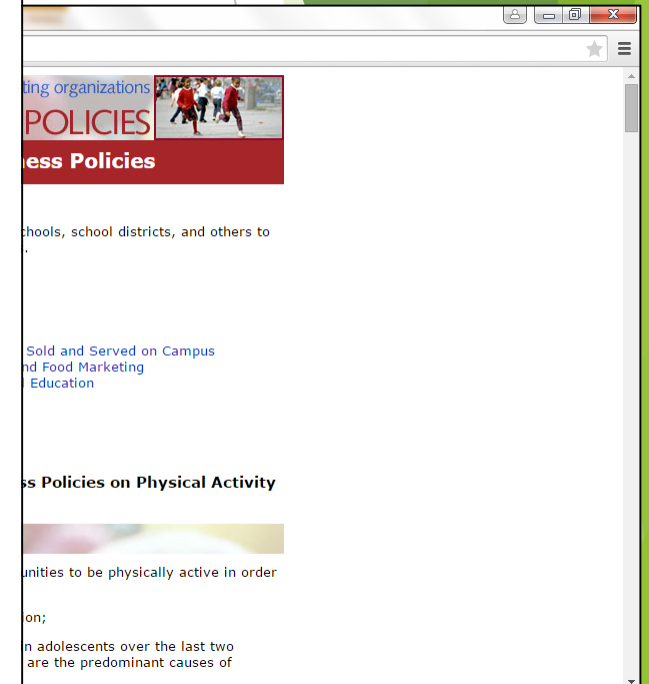 ting organizations
POLICIES
ess Policies
chools, school districts, and others to
.
Sold and Served on Campus
nd Food Marketing
Education
ss Policies on Physical Activity
unities to be physically active in order
ion;
n adolescents over the last two
are the predominant causes of